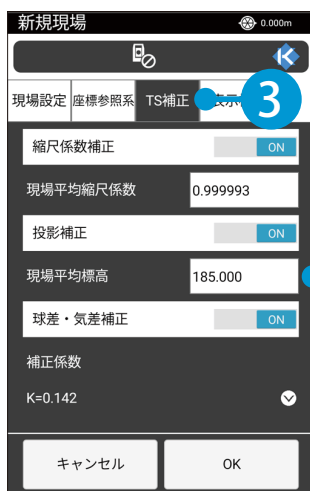 新規現場 0.000m
現場設定 座標参照系 TS補正 表示 3
縮尺係数補正 ON
現場平均縮尺係数 0.999993
投影補正 ON
現場平均標高 185.000
球差・気差補正 ON
補正係数
K=0.142
キャンセル OK